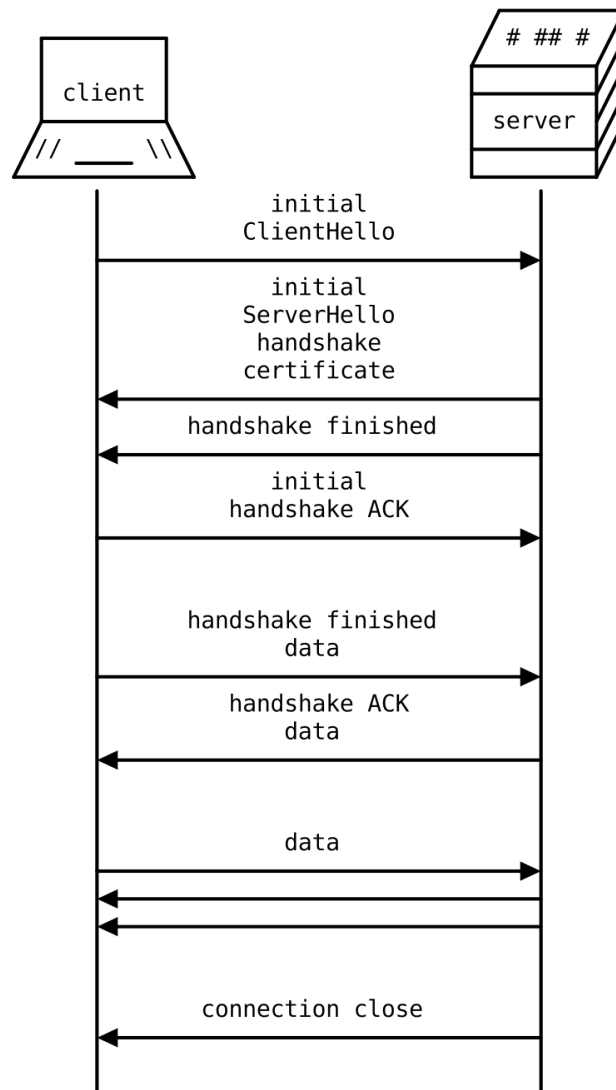 # ## #
client
server
// ___ \\
initial
ClientHello
initial
ServerHello
handshake
certificate
handshake finished
initial
handshake ACK
handshake finished
data
handshake ACK
data
data
connection close